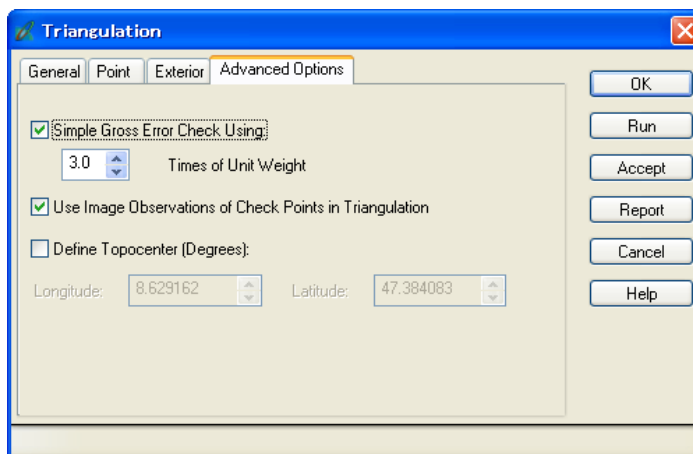 Triangulation
General Point Exterior Advanced Options
Simple Gross Error Check Using:
3.0 Times of Unit Weight
Use Image Observations of Check Points in Triangulation
Define Topocenter (Degrees):
Longitude: 8.629162 Latitude: 47.384083
OK
Run
Accept
Report
Cancel
Help